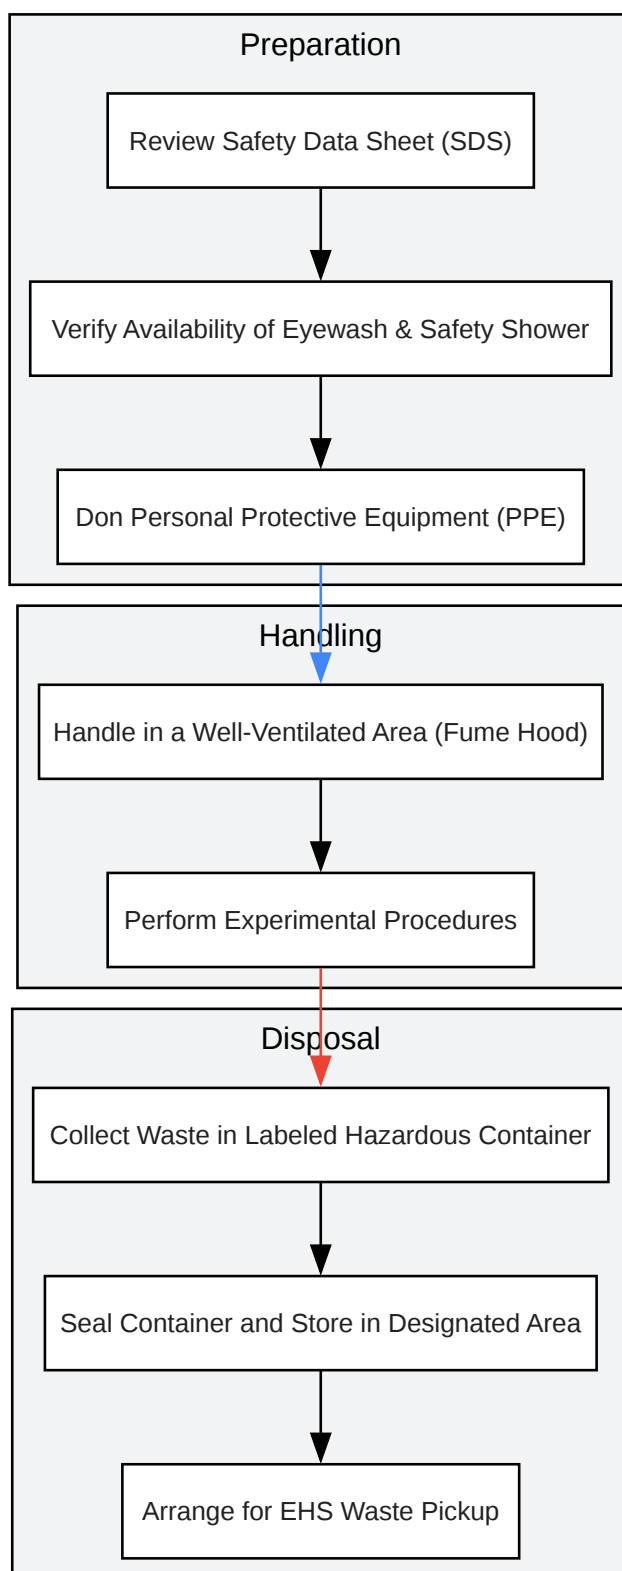 Preparation
Review Safety Data Sheet (SDS)
Verify Availability of Eyewash & Safety Shower
Don Personal Protective Equipment (PPE)
Handling
Handle in a Well-Ventilated Area (Fume Hood)
Perform Experimental Procedures
Disposal
Collect Waste in Labeled Hazardous Container
Seal Container and Store in Designated Area
Arrange for EHS Waste Pickup